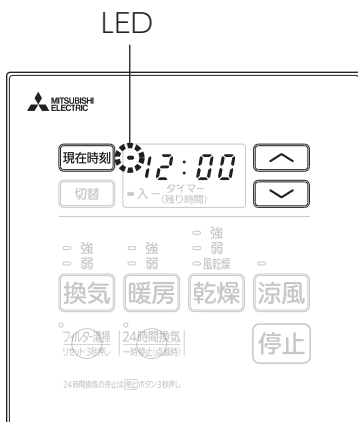 LED
MITSUBISHI
ELECTRIC
現在時刻
12:00
切替
入
タイマー
(残り時間)
強
弱
強
弱
強
弱
風乾燥
換気
暖房
乾燥
涼風
フィルター清掃
リセット:3秒押し
24時間換気
一時停止(点滅時)
停止
24時間換気の停止は停止ボタン3秒押し